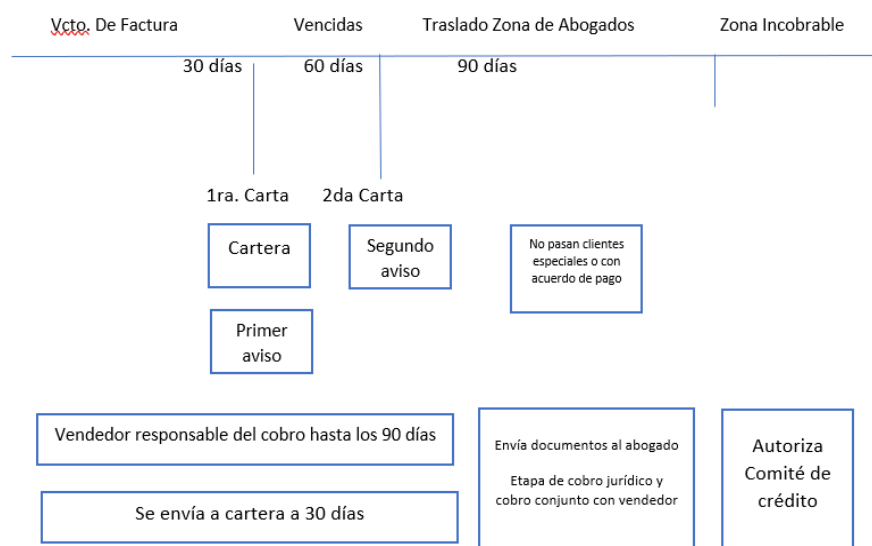 Vcto. De Factura
Vencidas
Traslado Zona de Abogados
Zona Incobrable
30 días
60 días
90 días
1ra. Carta
2da Carta
Cartera
Segundo
aviso
No pasan clientes
especiales o con
acuerdo de pago
Primer
aviso
Vendedor responsable del cobro hasta los 90 días
Se envía a cartera a 30 días
Envía documentos al abogado
Etapa de cobro jurídico y
cobro conjunto con vendedor
Autoriza
Comité de
crédito